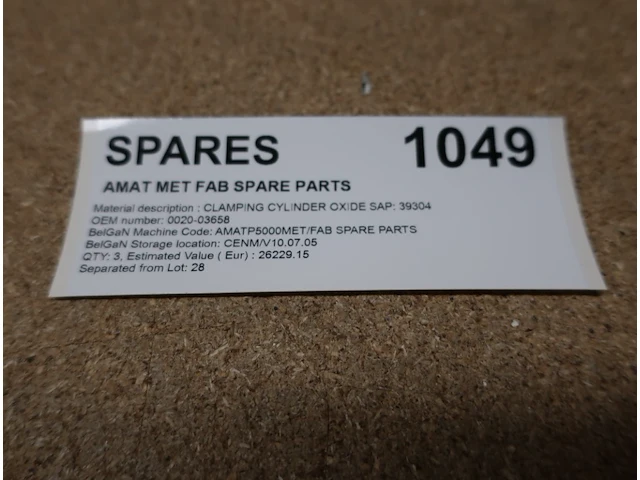 SPARES 1049
AMAT MET FAB SPARE PARTS
Material description : CLAMPING CYLINDER OXIDE SAP: 39304
OEM number: 0020-03658
BelGaN Machine Code: AMATP5000MET/FAB SPARE PARTS
BelGaN Storage location: CENM/V10.07.05
QTY: 3, Estimated Value ( Eur) : 26229.15
Separated from Lot: 28